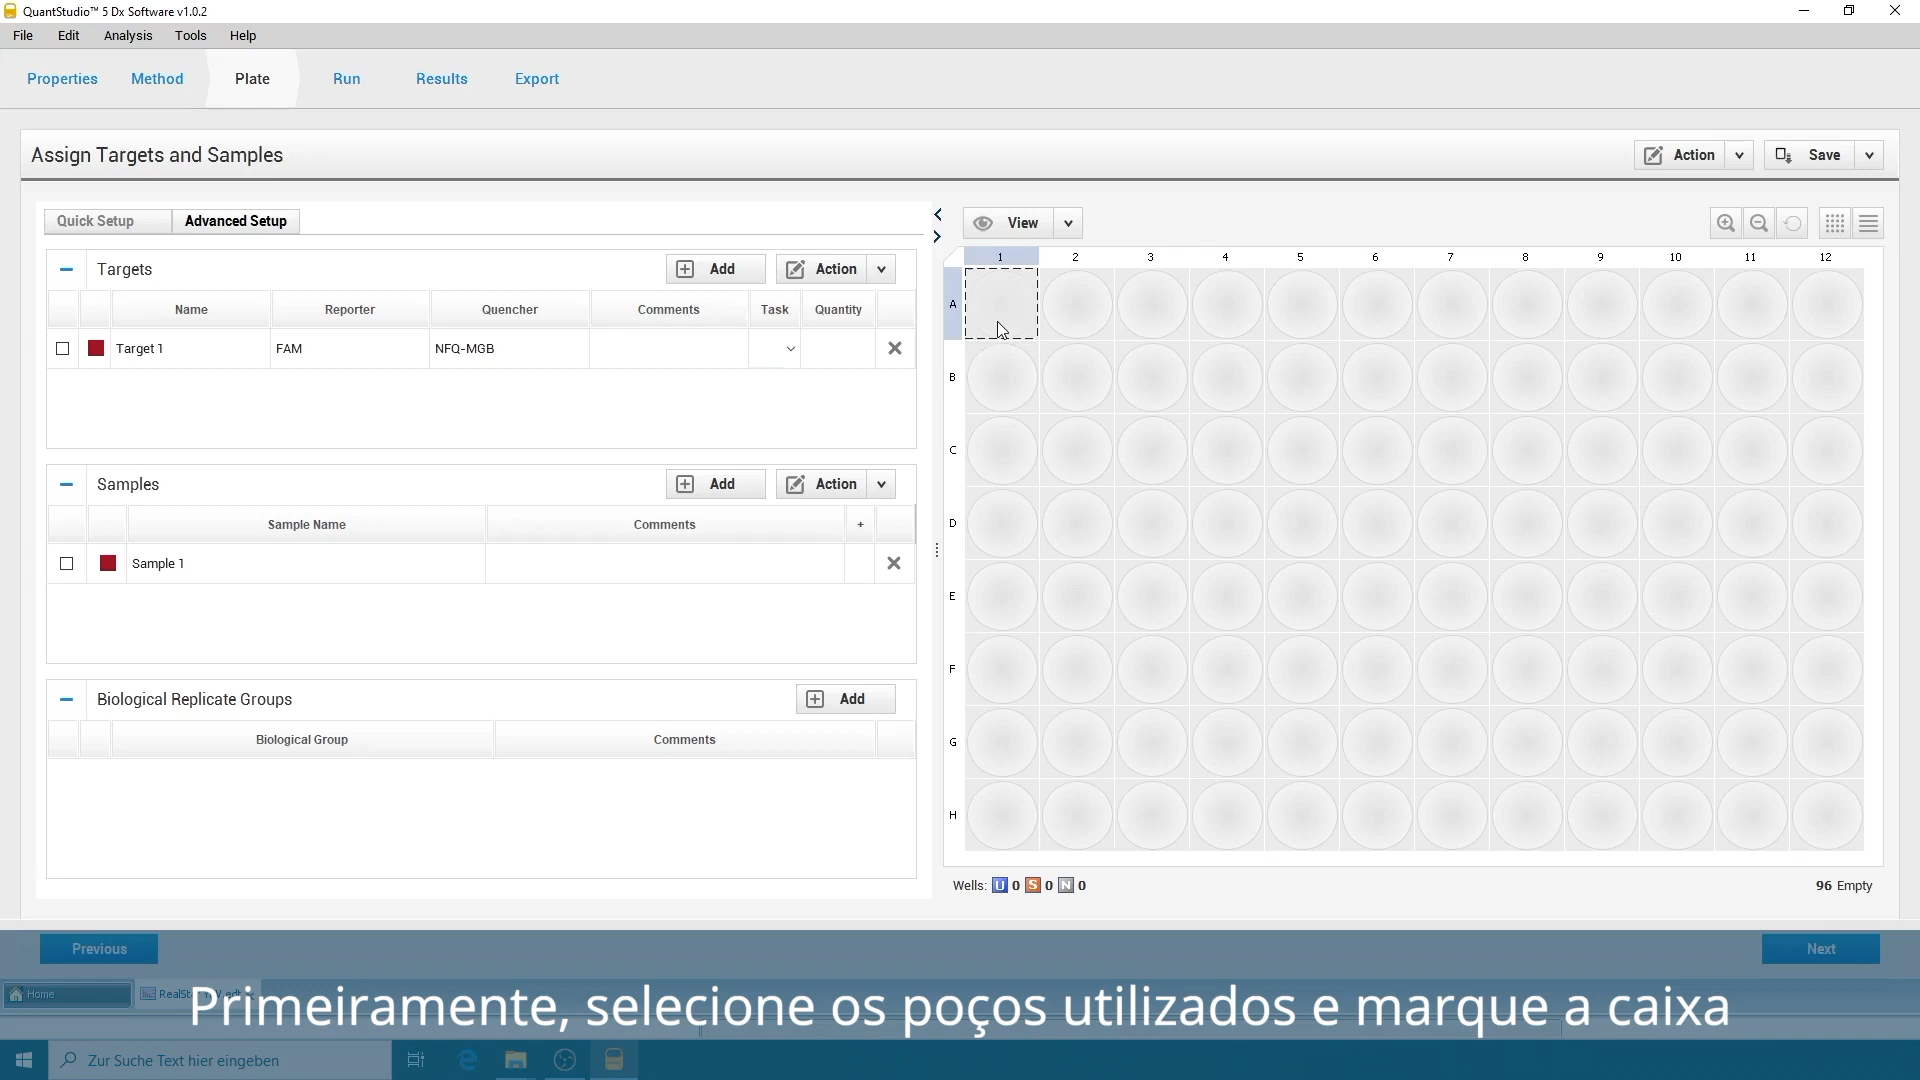 QuantStudio™ 5 Dx Software v1.0.2
File Edit Analysis Tools Help
Properties Method Plate Run Results Export
Assign Targets and Samples
Action Save
Quick Setup Advanced Setup
View
Targets
Add Action
Name Reporter Quencher Comments Task Quantity
Target 1 FAM NFQ-MGB
Samples
Add Action
Sample Name Comments +
Sample 1
Biological Replicate Groups
Add
Biological Group Comments
1 2 3 4 5 6 7 8 9 10 11 12
A
B
C
D
E
F
G
H
Wells: U 0 S 0 N 0
96 Empty
Previous Next
Home
Primeiramente, selecione os poços utilizados e marque a caixa
Zur Suche Text hier eingeben